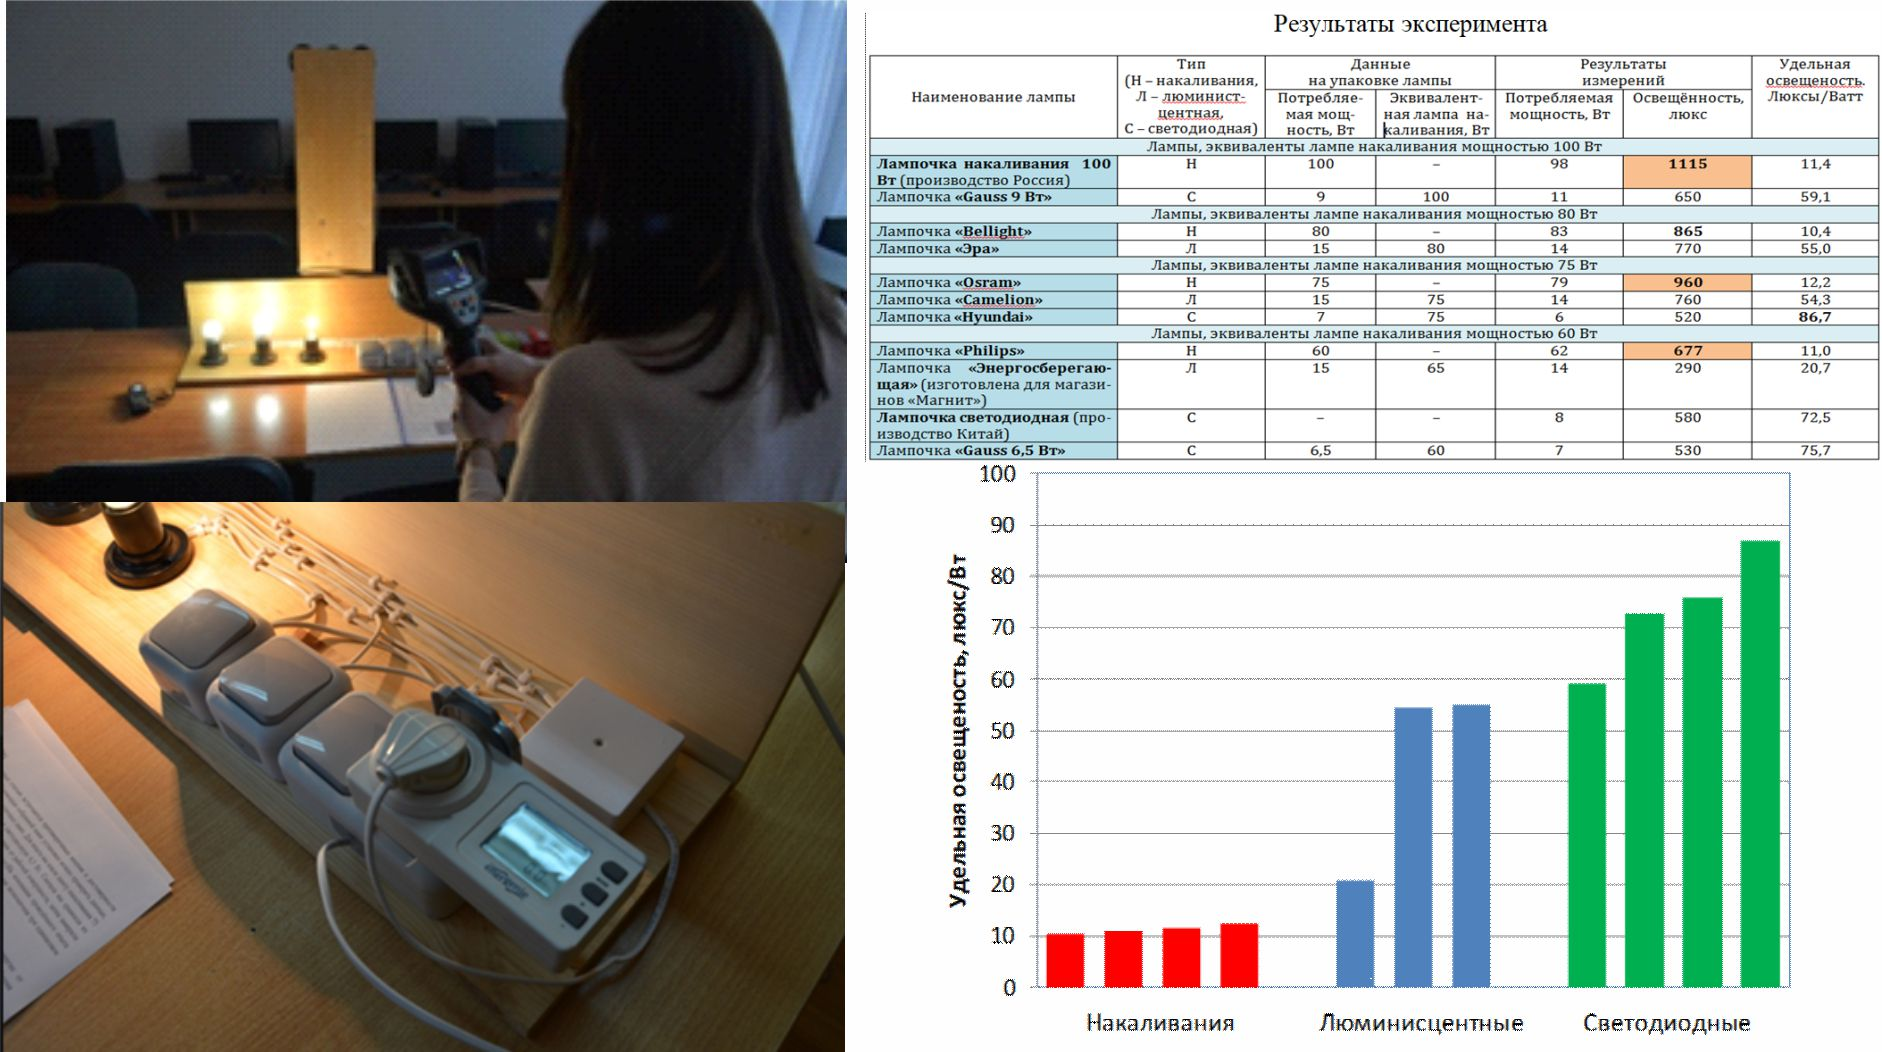 Результаты эксперимента
Наименование лампы
Тип
(Н – накаливания,
Л – люминист-
центная,
С – светодиодная)
Данные
на упаковке лампы
Результаты
измерений
Удельная
освещеность.
Люксы/Ватт
Потребляе-
мая мощ-
ность, Вт
Эквивалент-
ная лампа на-
каливания, Вт
Потребляемая
мощность, Вт
Освещённость,
люкс
Лампы, эквиваленты лампе накаливания мощностью 100 Вт
Лампочка накаливания 100
Вт (производство Россия)
Н 100 – 98 1115 11,4
Лампочка «Gauss 9 Вт» С 9 100 11 650 59,1
Лампы, эквиваленты лампе накаливания мощностью 80 Вт
Лампочка «Bellight» Н 80 – 83 865 10,4
Лампочка «Эра» Л 15 80 14 770 55,0
Лампы, эквиваленты лампе накаливания мощностью 75 Вт
Лампочка «Osram» Н 75 – 79 960 12,2
Лампочка «Camelion» Л 15 75 14 760 54,3
Лампочка «Hyundai» С 7 75 6 520 86,7
Лампы, эквиваленты лампе накаливания мощностью 60 Вт
Лампочка «Philips» Н 60 – 62 677 11,0
Лампочка «Энергосберегаю-
щая» (изготовлена для магази-
нов «Магнит»)
Л 15 65 14 290 20,7
Лампочка светодиодная (про-
изводство Китай)
С – – 8 580 72,5
Лампочка «Gauss 6,5 Вт» С 6,5 60 7 530 75,7
Удельная освещеность, люкс/Вт
100
90
80
70
60
50
40
30
20
10
0
Накаливания Люминисцентные Светодиодные